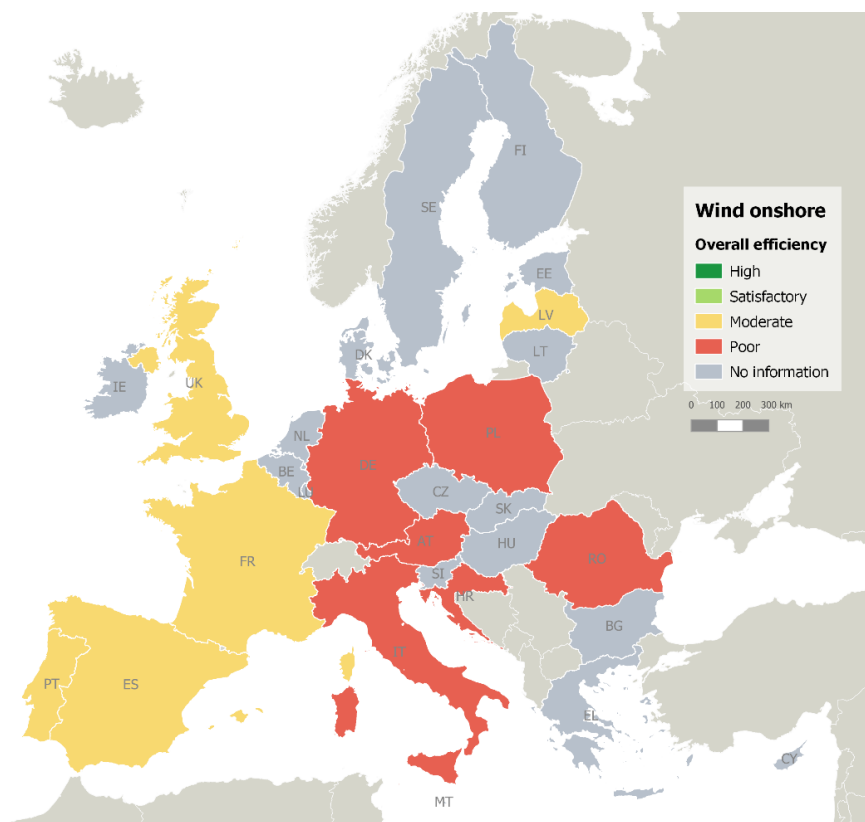 FI
SE
Wind onshore
Overall efficiency
High
Satisfactory
Moderate
Poor
No information
0 100 200 300 km
EE
LV
LT
DK
IE
UK
NL
PL
BE
DE
LU
CZ
SK
AT
HU
RO
FR
SI
HR
BG
IT
PT
ES
EL
CY
MT